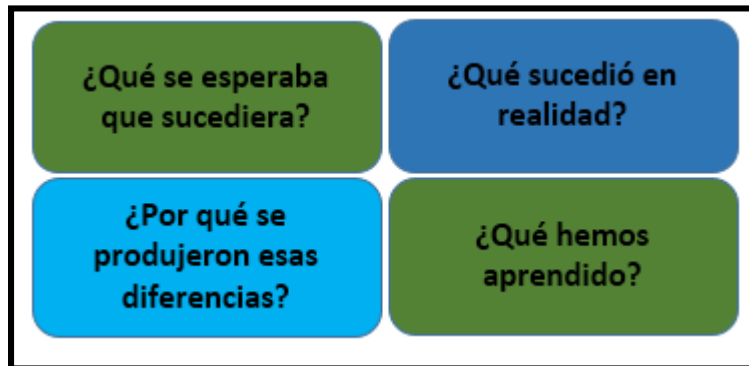 ¿Qué se esperaba
que sucediera?
¿Qué sucedió en
realidad?
¿Por qué se
produjeron esas
diferencias?
¿Qué hemos
aprendido?